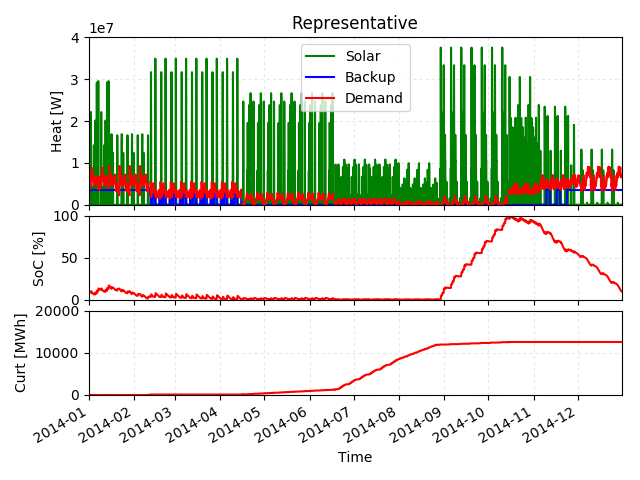 Representative
1e7
4
3
2
1
0
Heat [W]
Solar
Backup
Demand
100
50
0
SoC [%]
20000
10000
0
Curt [MWh]
2014-01
2014-02
2014-03
2014-04
2014-05
2014-06
2014-07
2014-08
2014-09
2014-10
2014-11
2014-12
Time